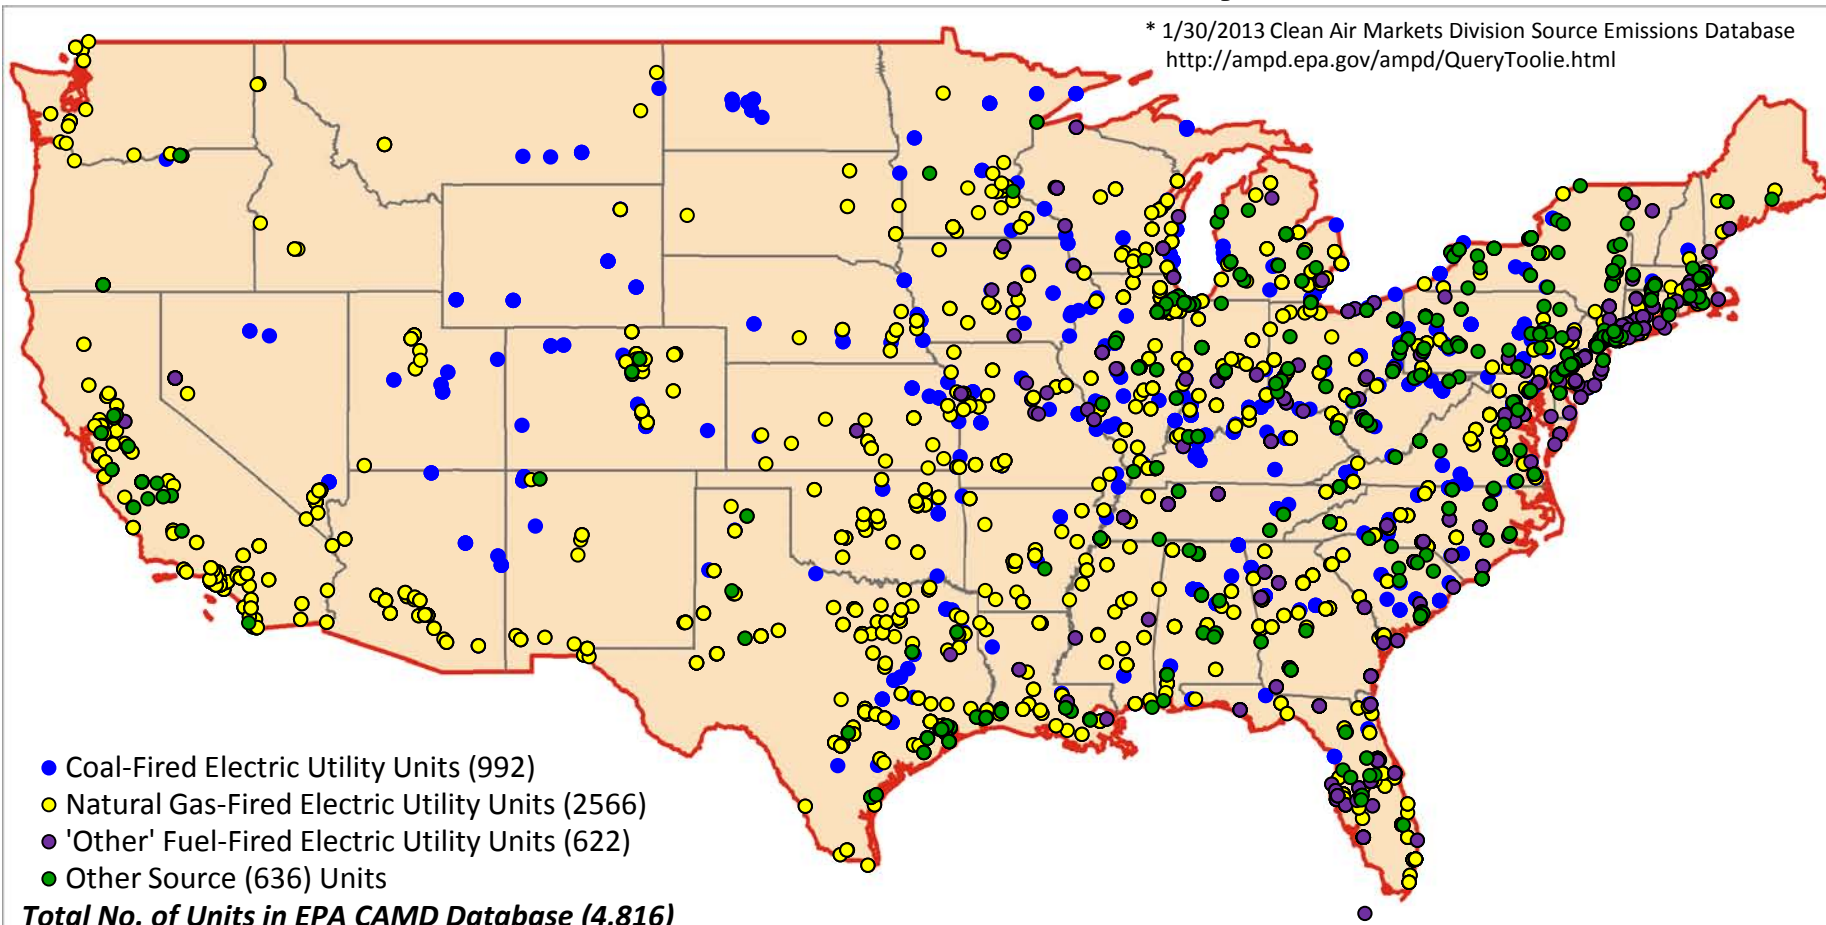 * 1/30/2013 Clean Air Markets Division Source Emissions Database
http://ampd.epa.gov/ampd/QueryToolie.html
Coal-Fired Electric Utility Units (992)
Natural Gas-Fired Electric Utility Units (2566)
'Other' Fuel-Fired Electric Utility Units (622)
Other Source (636) Units
Total No. of Units in EPA CAMD Database (4,816)